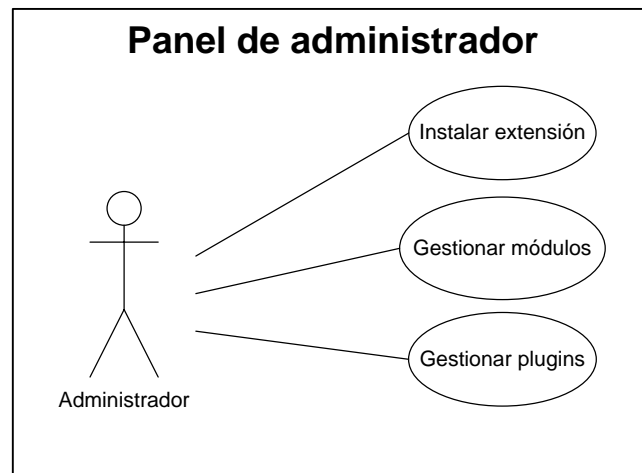 Panel de administrador
Instalar extensión
Gestionar módulos
Gestionar plugins
Administrador